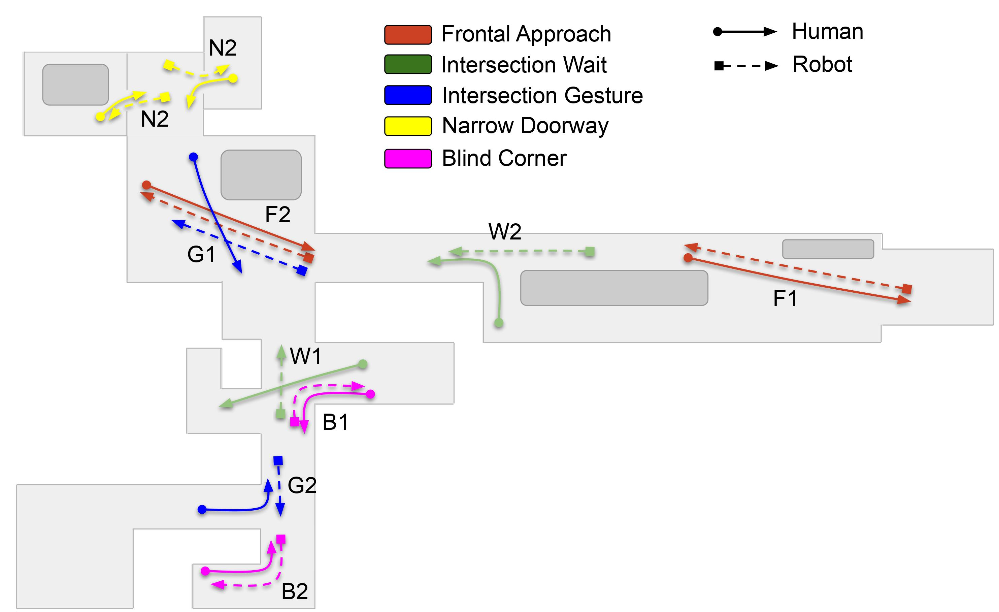 Frontal Approach
Intersection Wait
Intersection Gesture
Narrow Doorway
Blind Corner
Human
Robot
N2
N2
F2
G1
W2
F1
W1
B1
G2
B2